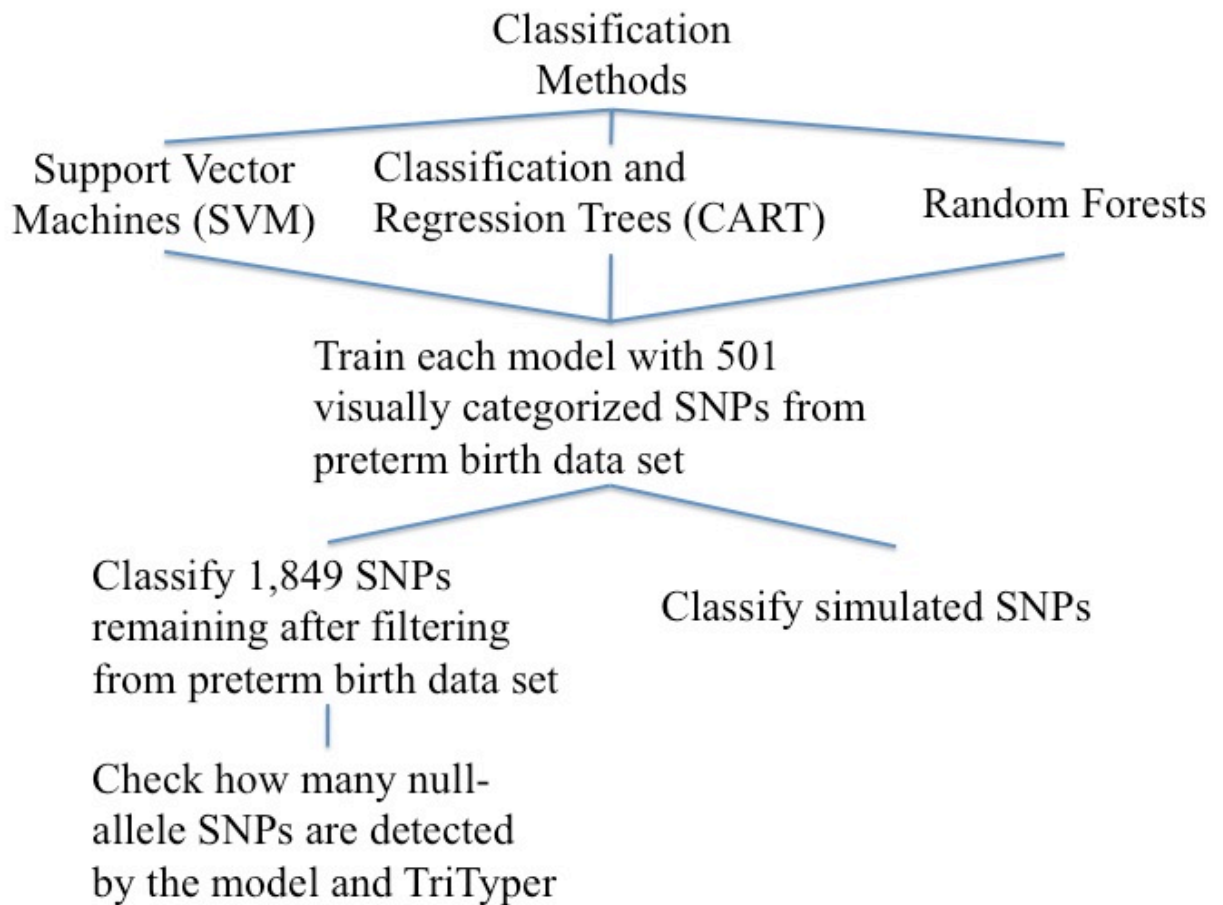 Classification
Methods
Support Vector
Machines (SVM)
Classification and
Regression Trees (CART)
Random Forests
Train each model with 501
visually categorized SNPs from
preterm birth data set
Classify 1,849 SNPs
remaining after filtering
from preterm birth data set
Classify simulated SNPs
Check how many null-
allele SNPs are detected
by the model and TriTyper